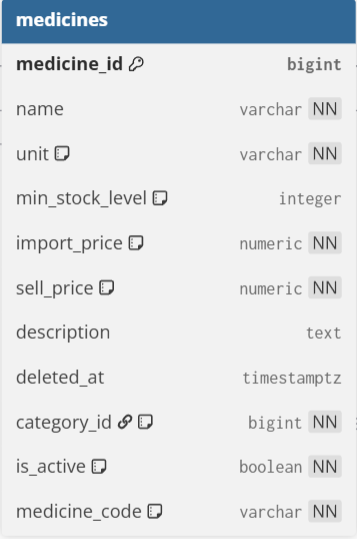 medicines
medicine_id bigint
name varchar NN
unit varchar NN
min_stock_level integer
import_price numeric NN
sell_price numeric NN
description text
deleted_at timestamptz
category_id bigint NN
is_active boolean NN
medicine_code varchar NN